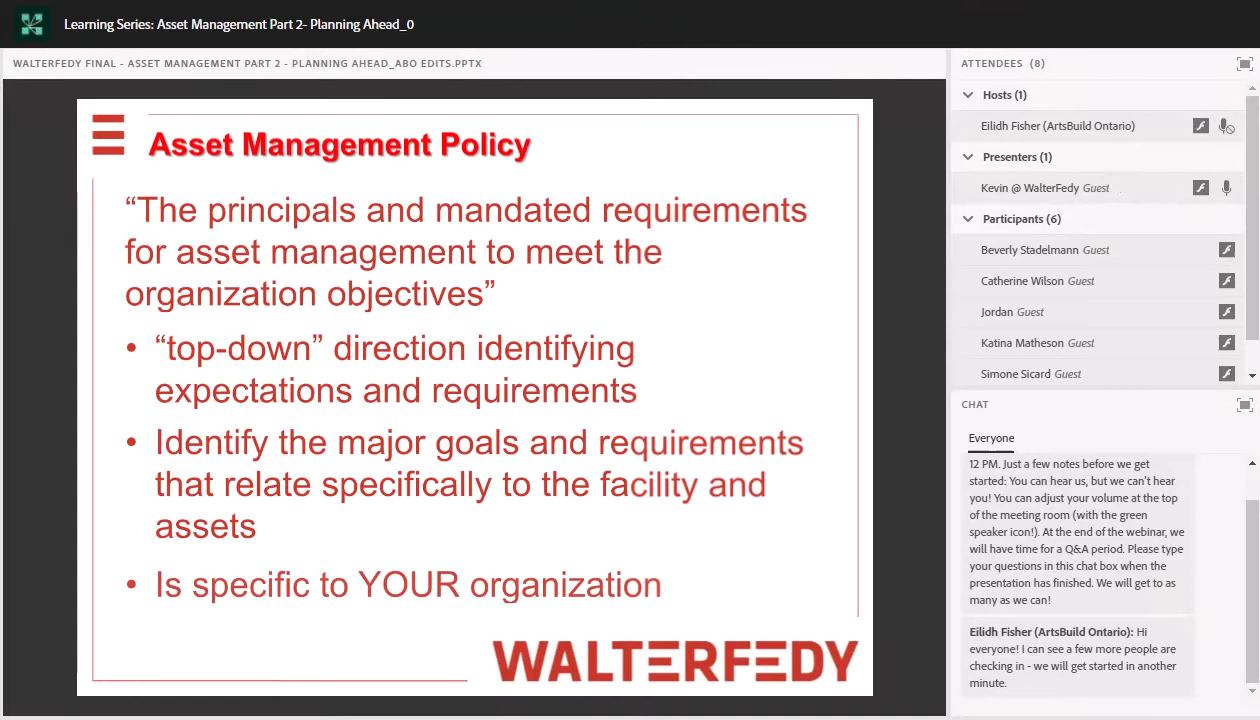 Learning Series: Asset Management Part 2- Planning Ahead_0
WALTERFEDY FINAL - ASSET MANAGEMENT PART 2 - PLANNING AHEAD_ABO EDITS.PPTX
Asset Management Policy
“The principals and mandated requirements
for asset management to meet the
organization objectives”
• “top-down” direction identifying
expectations and requirements
• Identify the major goals and requirements
that relate specifically to the facility and
assets
• Is specific to YOUR organization
WALTERFEDY
ATTENDEES (8)
Hosts (1)
Eilidh Fisher (ArtsBuild Ontario)
Presenters (1)
Kevin @ WalterFedy Guest
Participants (6)
Beverly Stadelmann Guest
Catherine Wilson Guest
Jordan Guest
Katina Matheson Guest
Simone Sicard Guest
CHAT
Everyone
12 PM. Just a few notes before we get
started: You can hear us, but we can't hear
you! You can adjust your volume at the top
of the meeting room (with the green
speaker icon!). At the end of the webinar, we
will have time for a Q&A period. Please type
your questions in this chat box when the
presentation has finished. We will get to as
many as we can!
Eilidh Fisher (ArtsBuild Ontario): Hi
everyone! I can see a few more people are
checking in - we will get started in another
minute.